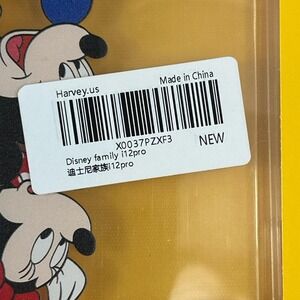 Harvey.us Made in China
X0037PZXF3
NEW
Disney family i12pro
迪士尼家族i12pro